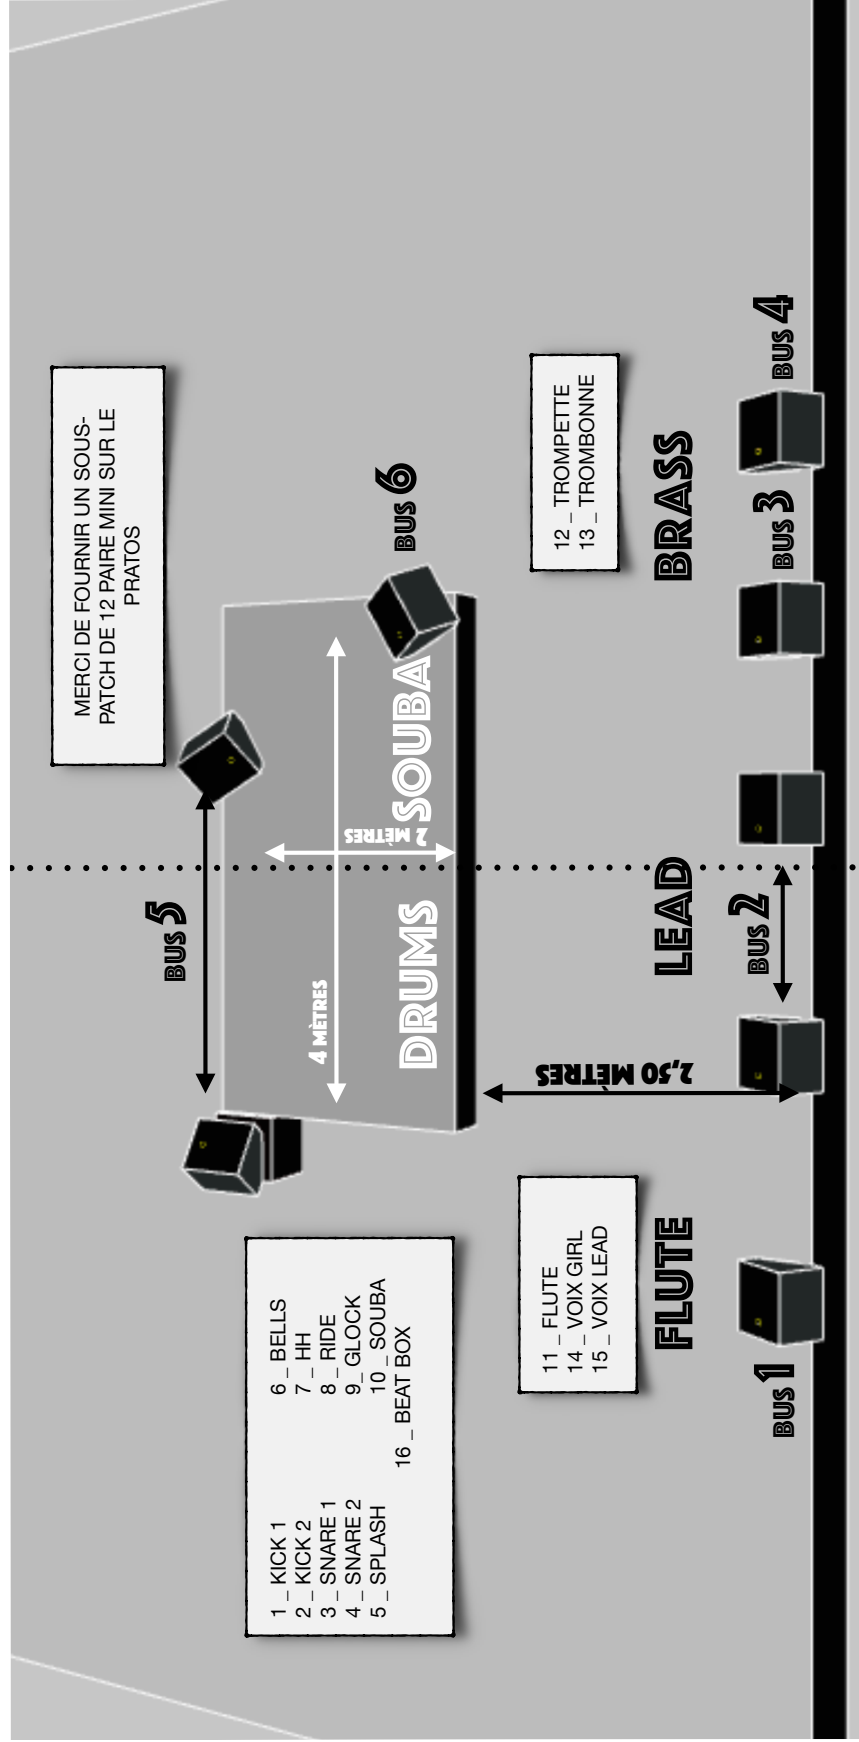 MERCI DE FOURNIR UN SOUS-
PATCH DE 12 PAIRE MINI SUR LE
PRATOS
BUS 5
1 _ KICK 1
2 _ KICK 2
3 _ SNARE 1
4 _ SNARE 2
5 _ SPLASH
6 _ BELLS
7 _ HH
8 _ RIDE
9_ GLOCK
10 _ SOUBA
16 _ BEAT BOX
4 MÈTRES
2 MÈTRES
DRUMS
SOUBA
BUS 6
2,50 MÈTRES
11 _ FLUTE
14 _ VOIX GIRL
15 _ VOIX LEAD
12 _ TROMPETTE
13 _ TROMBONNE
FLUTE
LEAD
BRASS
BUS 1
BUS 2
BUS 3
BUS 4